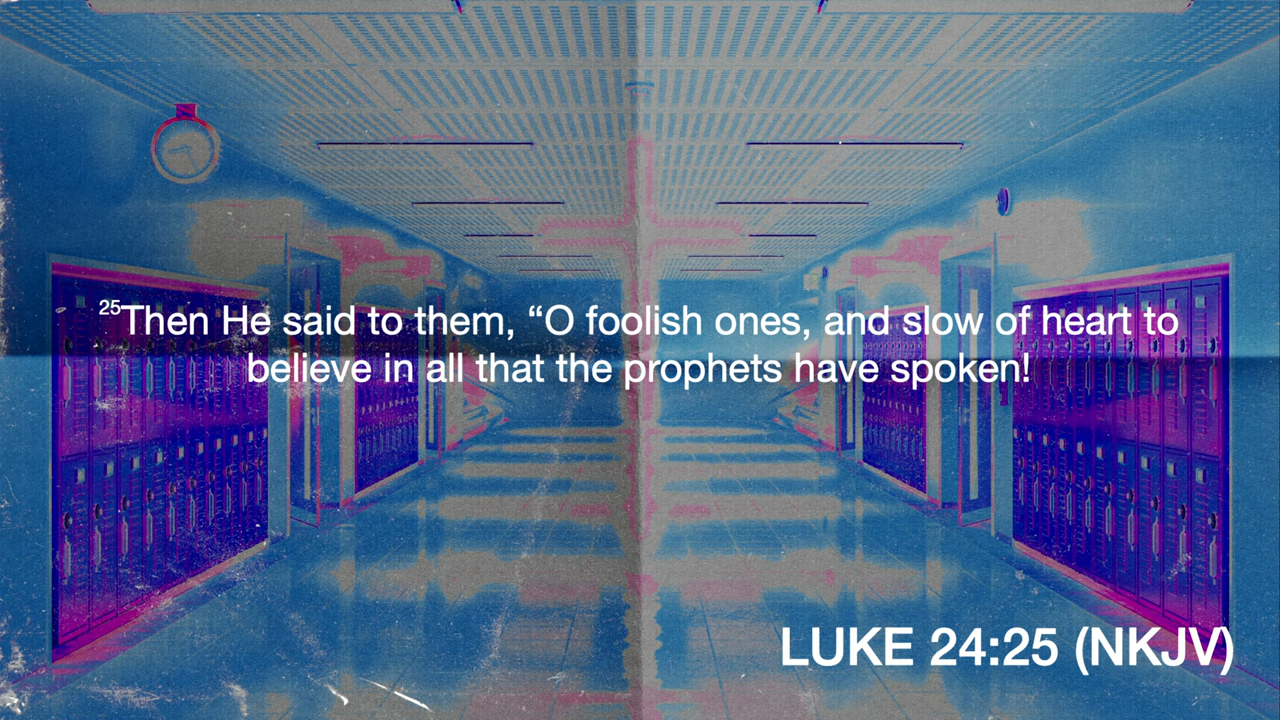 25Then He said to them, “O foolish ones, and slow of heart to
believe in all that the prophets have spoken!
LUKE 24:25 (NKJV)